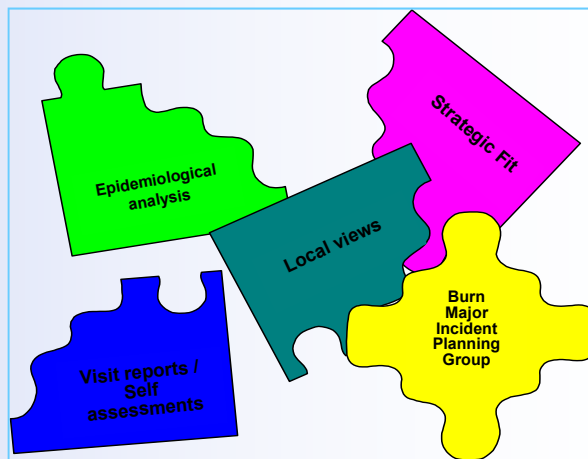 Epidemiological
analysis
Strategic Fit
Local views
Burn
Major
Incident
Planning
Group
Visit reports /
Self
assessments